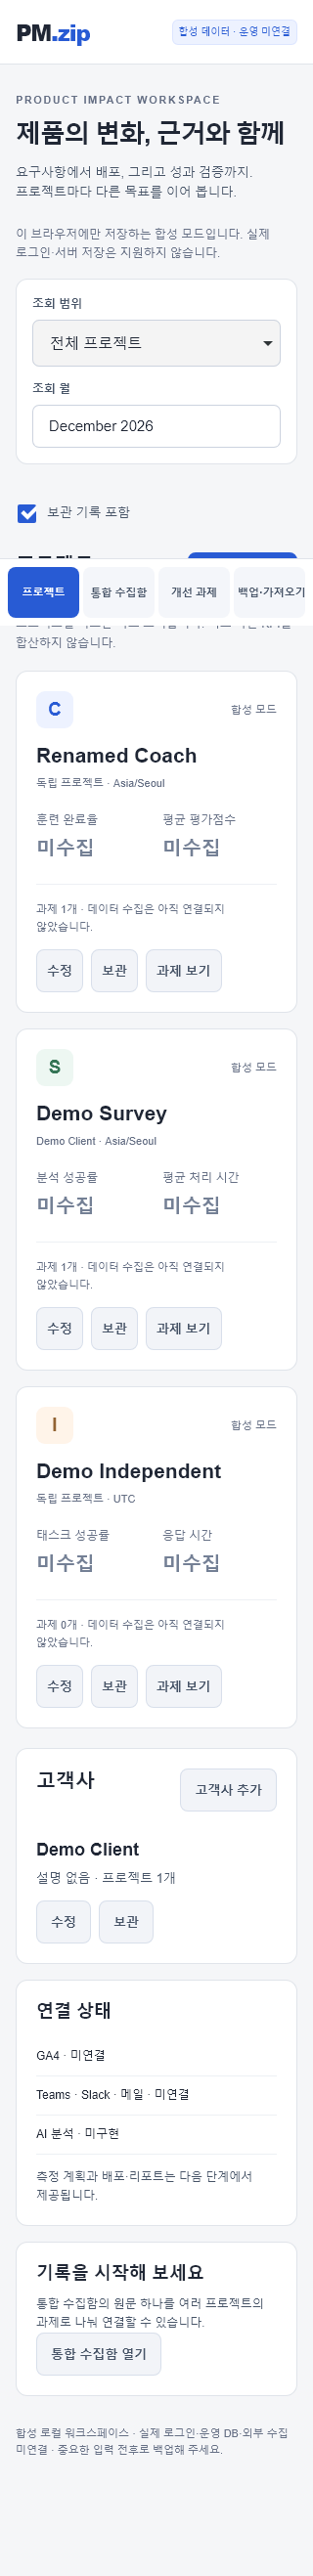 PM.zip
합성 데이터 · 운영 미연결
PRODUCT IMPACT WORKSPACE
제품의 변화, 근거와 함께
요구사항에서 배포, 그리고 성과 검증까지.
프로젝트마다 다른 목표를 이어 봅니다.
이 브라우저에만 저장하는 합성 모드입니다. 실제
로그인·서버 저장은 지원하지 않습니다.
조회 범위
전체 프로젝트
조회 월
December 2026
보관 기록 포함
프로젝트
통합 수집함
개선 과제
백업·가져오기
합산하지 않습니다.
C
합성 모드
Renamed Coach
독립 프로젝트 · Asia/Seoul
훈련 완료율
평균 평가점수
미수집
미수집
과제 1개 · 데이터 수집은 아직 연결되지
않았습니다.
수정
보관
과제 보기
S
합성 모드
Demo Survey
Demo Client · Asia/Seoul
분석 성공률
평균 처리 시간
미수집
미수집
과제 1개 · 데이터 수집은 아직 연결되지
않았습니다.
수정
보관
과제 보기
I
합성 모드
Demo Independent
독립 프로젝트 · UTC
태스크 성공률
응답 시간
미수집
미수집
과제 0개 · 데이터 수집은 아직 연결되지
않았습니다.
수정
보관
과제 보기
고객사
고객사 추가
Demo Client
설명 없음 · 프로젝트 1개
수정
보관
연결 상태
GA4 · 미연결
Teams · Slack · 메일 · 미연결
AI 분석 · 미구현
측정 계획과 배포·리포트는 다음 단계에서
제공됩니다.
기록을 시작해 보세요
통합 수집함의 원문 하나를 여러 프로젝트의
과제로 나눠 연결할 수 있습니다.
통합 수집함 열기
합성 로컬 워크스페이스 · 실제 로그인·운영 DB·외부 수집
미연결 · 중요한 입력 전후로 백업해 주세요.